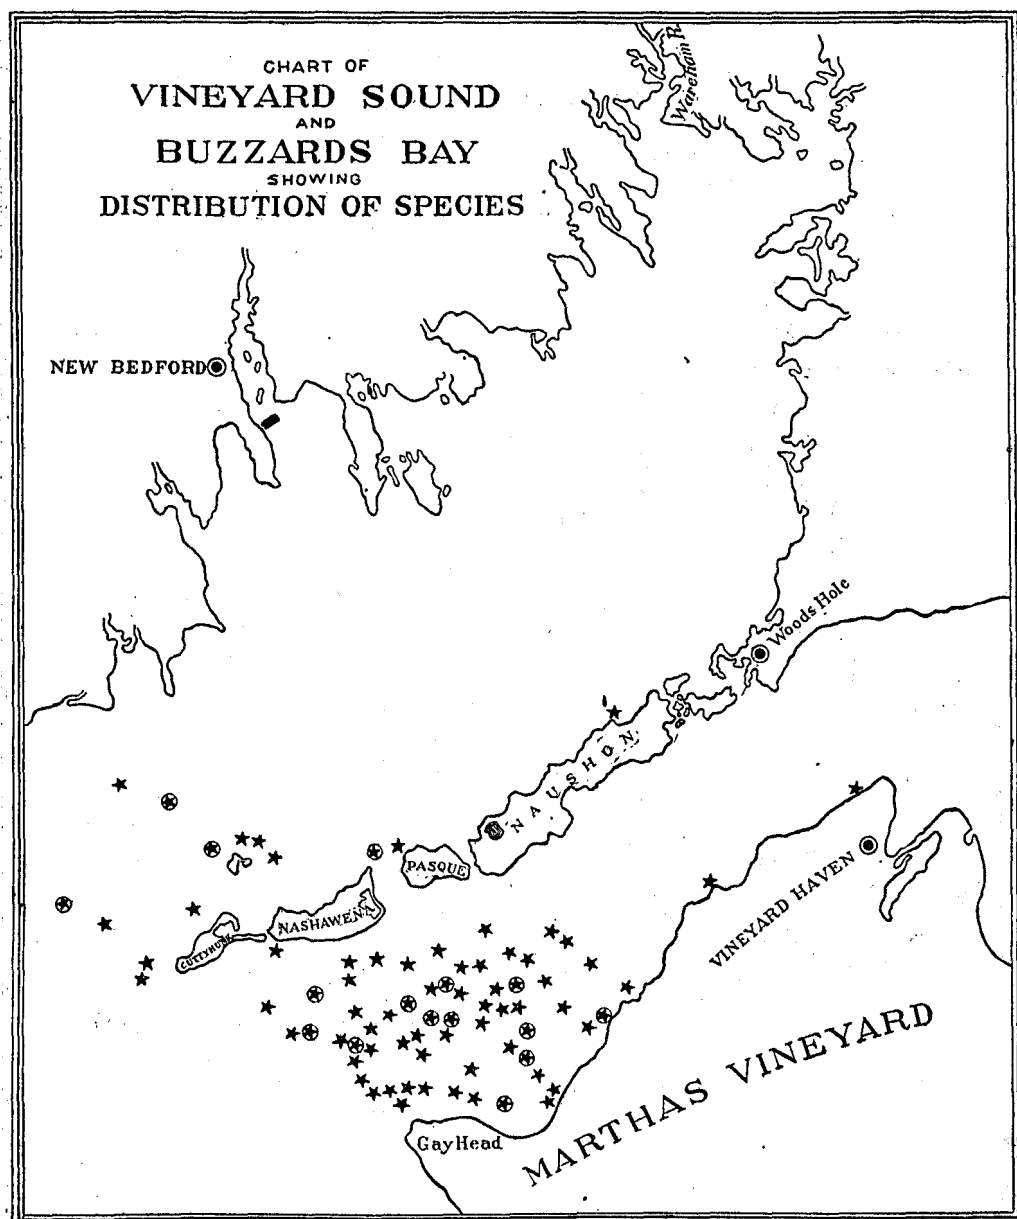 CHART OF
VINEYARD SOUND
AND
BUZZARDS BAY
SHOWING
DISTRIBUTION OF SPECIES
Wareham R.
NEW BEDFORD
Woods Hole
NAUSHON
PASQUE
NASHAWENA
CUTTYHUNK
VINEYARD HAVEN
MARTHAS VINEYARD
Gay Head